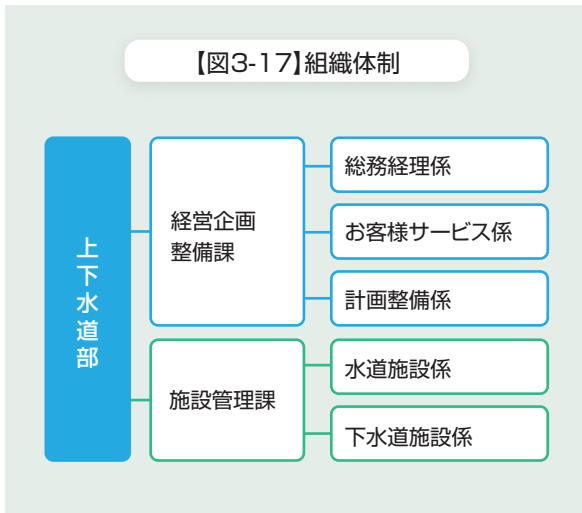 【図3-17】組織体制
上下水道部
経営企画
整備課
総務経理係
お客様サービス係
計画整備係
施設管理課
水道施設係
下水道施設係